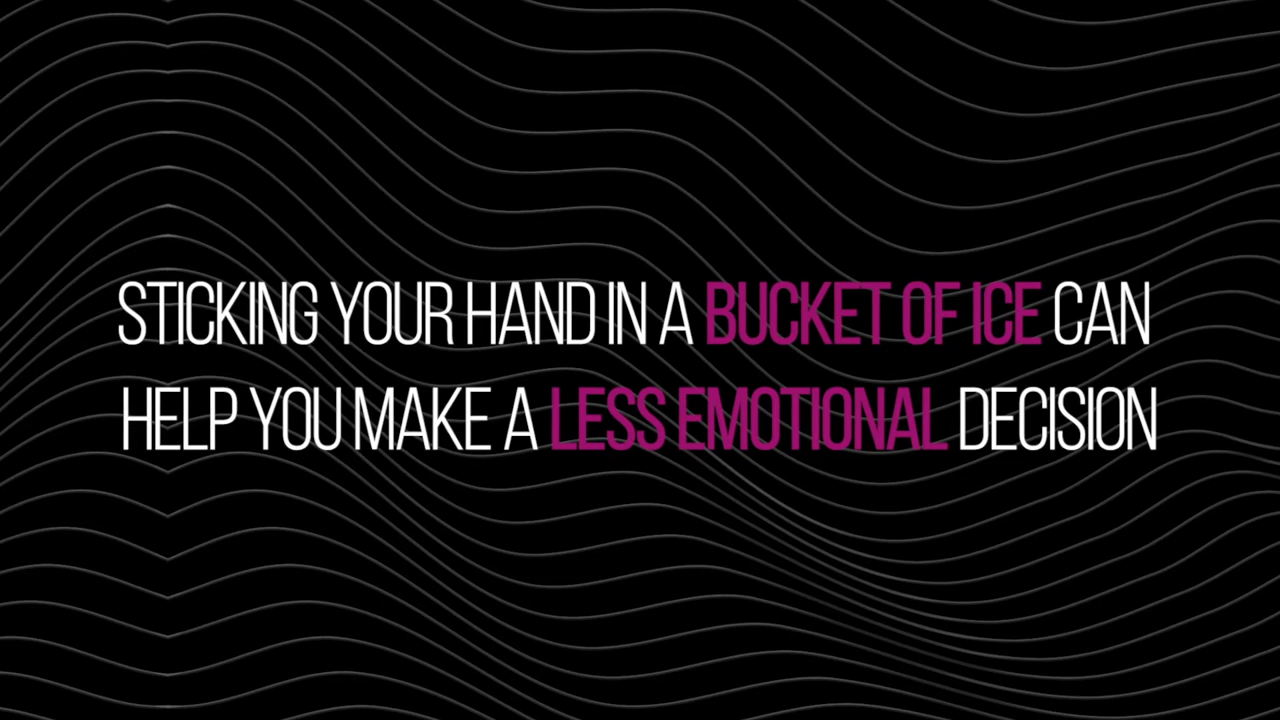 STICKING YOUR HAND IN A BUCKET OF ICE CAN
HELP YOU MAKE A LESS EMOTIONAL DECISION